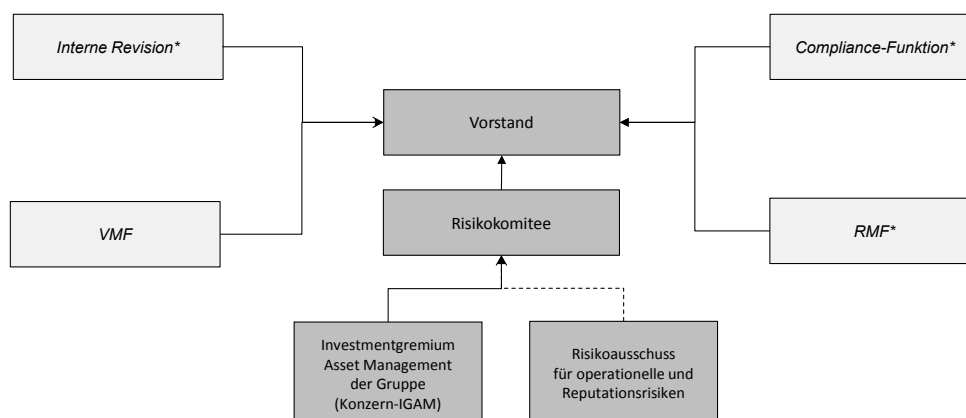 Interne Revision*
Compliance-Funktion*
Vorstand
Risikokomitee
VMF
RMF*
Investmentgremium
Asset Management
der Gruppe
(Konzern-IGAM)
Risikoausschuss
für operationelle und
Reputationsrisiken